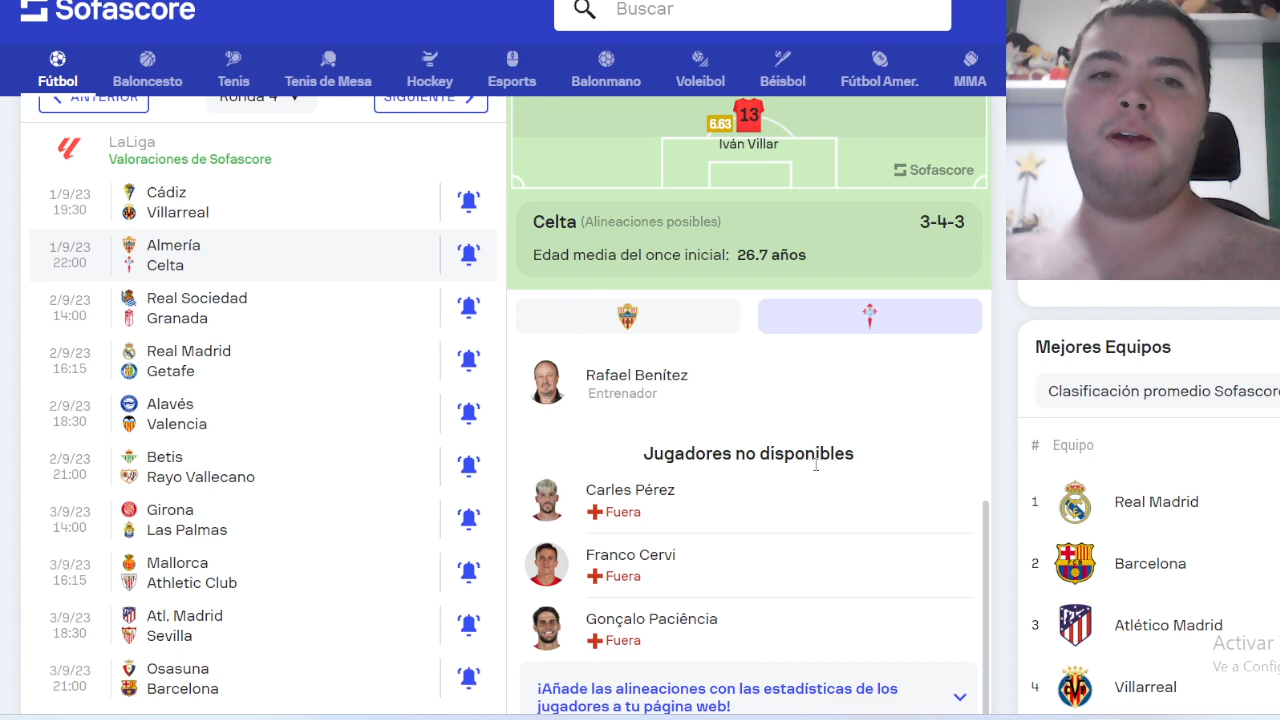 Sofascore
Buscar
Fútbol
Baloncesto
Tenis
Tenis de Mesa
Hockey
Esports
Balonmano
Voleibol
Béisbol
Fútbol Amer.
MMA
ANTERIOR
Ronda 4
SIGUIENTE
LaLiga
Valoraciones de Sofascore
1/9/23 Cádiz
19:30 Villarreal
1/9/23 Almería
22:00 Celta
2/9/23 Real Sociedad
14:00 Granada
2/9/23 Real Madrid
16:15 Getafe
2/9/23 Alavés
18:30 Valencia
2/9/23 Betis
21:00 Rayo Vallecano
3/9/23 Girona
14:00 Las Palmas
3/9/23 Mallorca
16:15 Athletic Club
3/9/23 Atl. Madrid
18:30 Sevilla
3/9/23 Osasuna
21:00 Barcelona
6.63 13
Iván Villar
Sofascore
Celta (Alineaciones posibles) 3-4-3
Edad media del once inicial: 26.7 años
Rafael Benítez
Entrenador
Jugadores no disponibles
Carles Pérez
Fuera
Franco Cervi
Fuera
Gonçalo Paciência
Fuera
¡Añade las alineaciones con las estadísticas de los
jugadores a tu página web!
Mejores Equipos
Clasificación promedio Sofascore
# Equipo
1 Real Madrid
2 Barcelona
3 Atlético Madrid
4 Villarreal
Activar
Ve a Config